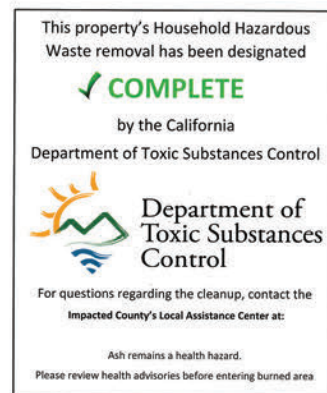 This property's Household Hazardous
Waste removal has been designated
✓ COMPLETE
by the California
Department of Toxic Substances Control
Department of
Toxic Substances
Control
For questions regarding the cleanup, contact the
Impacted County's Local Assistance Center at:
Ash remains a health hazard.
Please review health advisories before entering burned area